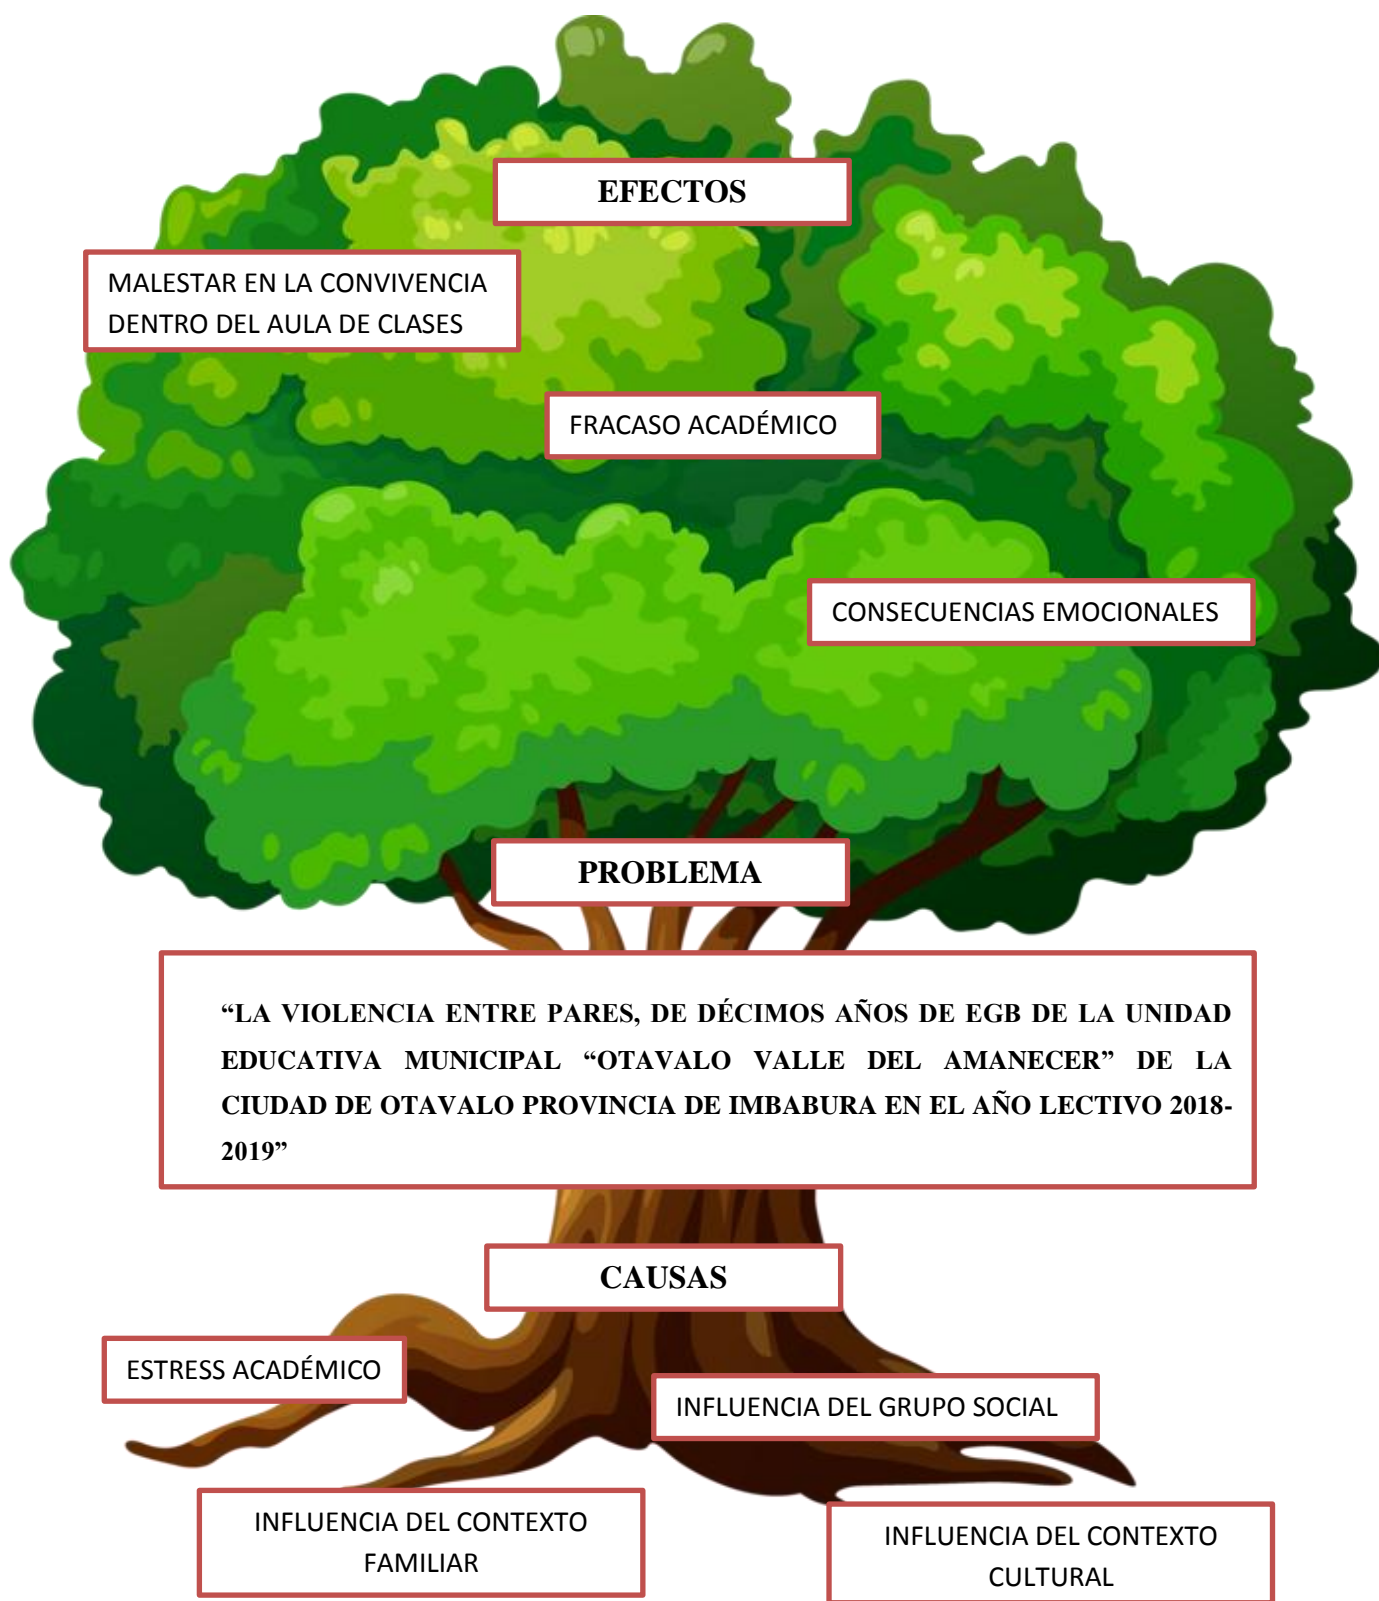 EFECTOS
MALESTAR EN LA CONVIVENCIA
DENTRO DEL AULA DE CLASES
FRACASO ACADÉMICO
CONSECUENCIAS EMOCIONALES
PROBLEMA
“LA VIOLENCIA ENTRE PARES, DE DÉCIMOS AÑOS DE EGB DE LA UNIDAD
EDUCATIVA MUNICIPAL “OTAVALO VALLE DEL AMANECER” DE LA
CIUDAD DE OTAVALO PROVINCIA DE IMBABURA EN EL AÑO LECTIVO 2018-
2019”
CAUSAS
ESTRESS ACADÉMICO
INFLUENCIA DEL GRUPO SOCIAL
INFLUENCIA DEL CONTEXTO
FAMILIAR
INFLUENCIA DEL CONTEXTO
CULTURAL